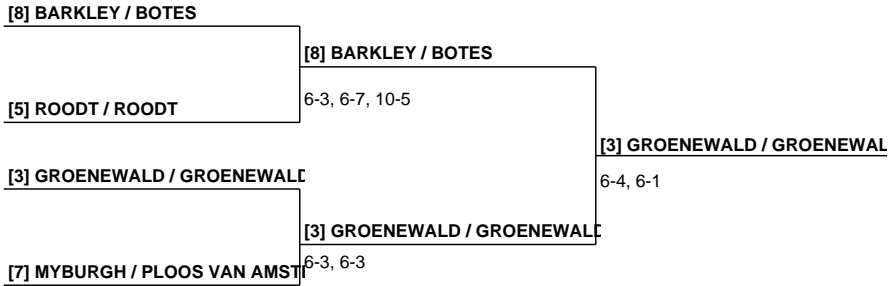 [8] BARKLEY / BOTES
[8] BARKLEY / BOTES
[5] ROODT / ROODT
6-3, 6-7, 10-5
[3] GROENEWALD / GROENEWAL
[3] GROENEWALD / GROENEWALD
6-4, 6-1
[3] GROENEWALD / GROENEWALD
[7] MYBURGH / PLOOS VAN AMST
6-3, 6-3